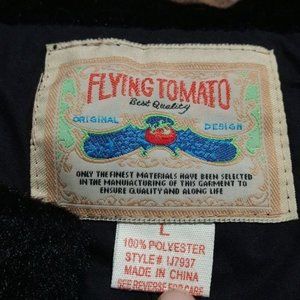 FLYING TOMATO
Best Quality
ORIGINAL DESIGN
ONLY THE FINEST MATERIALS HAVE BEEN SELECTED
IN THE MANUFACTURING OF THIS GARMENT TO
ENSURE QUALITY AND ALONG LIFE
L
100% POLYESTER
STYLE# IJ7937
MADE IN CHINA
SEE REVERSE FOR CARE